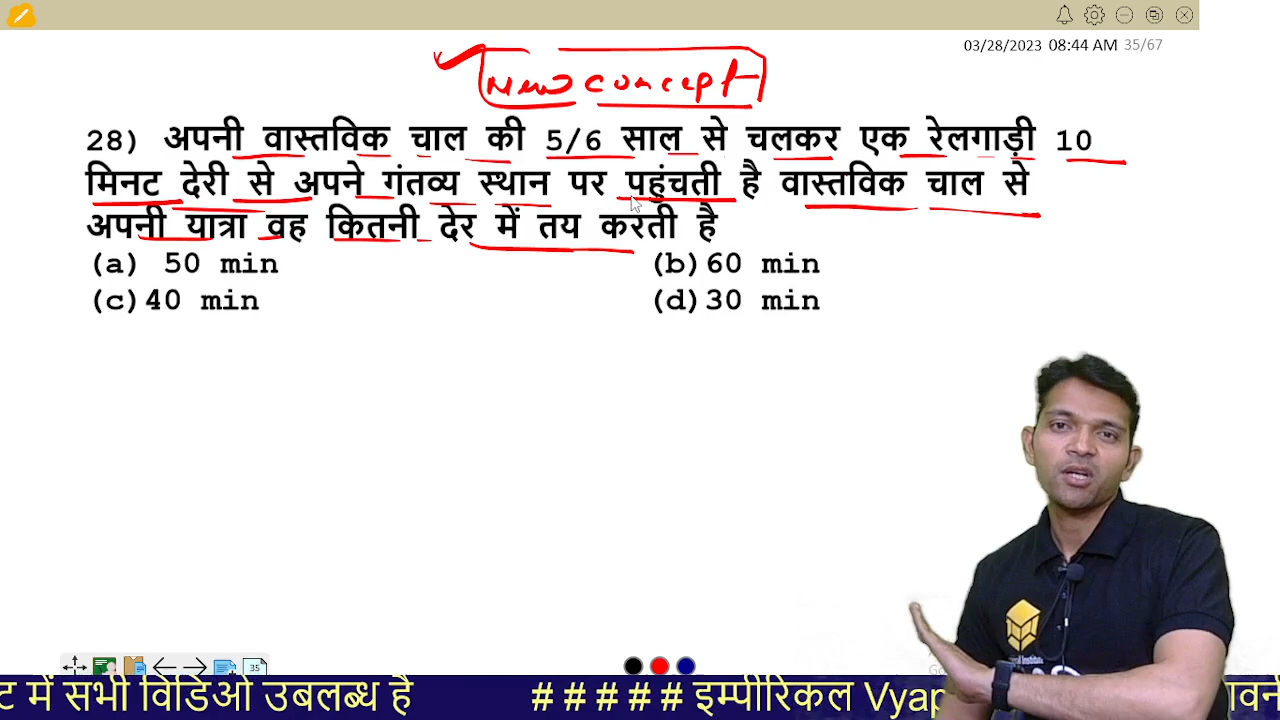 03/28/2023 08:44 AM 35/67
New concept
28) अपनी वास्तविक चाल की 5/6 साल से चलकर एक रेलगाड़ी 10
मिनट देरी से अपने गंतव्य स्थान पर पहुंचती है वास्तविक चाल से
अपनी यात्रा वह कितनी देर में तय करती है
(a) 50 min
(b) 60 min
(c) 40 min
(d) 30 min
35
ट में सभी विडिओ उबलब्ध है # # # # # इम्पीरिकल Vyap